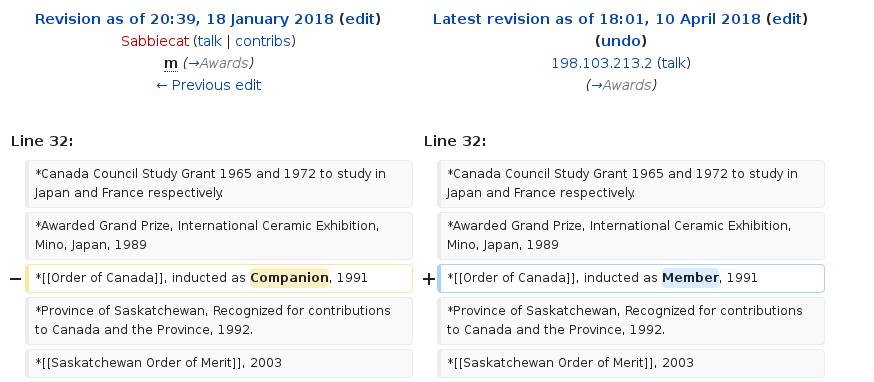 Revision as of 20:39, 18 January 2018 (edit)
Sabbiecat (talk | contribs)
m (→Awards)
← Previous edit
Latest revision as of 18:01, 10 April 2018 (edit)
(undo)
198.103.213.2 (talk)
(→Awards)
Line 32:
Line 32:
*Canada Council Study Grant 1965 and 1972 to study in
Japan and France respectively.
*Canada Council Study Grant 1965 and 1972 to study in
Japan and France respectively.
*Awarded Grand Prize, International Ceramic Exhibition,
Mino, Japan, 1989
*Awarded Grand Prize, International Ceramic Exhibition,
Mino, Japan, 1989
− *[[Order of Canada]], inducted as Companion, 1991
+ *[[Order of Canada]], inducted as Member, 1991
*Province of Saskatchewan, Recognized for contributions
to Canada and the Province, 1992.
*Province of Saskatchewan, Recognized for contributions
to Canada and the Province, 1992.
*[[Saskatchewan Order of Merit]], 2003
*[[Saskatchewan Order of Merit]], 2003